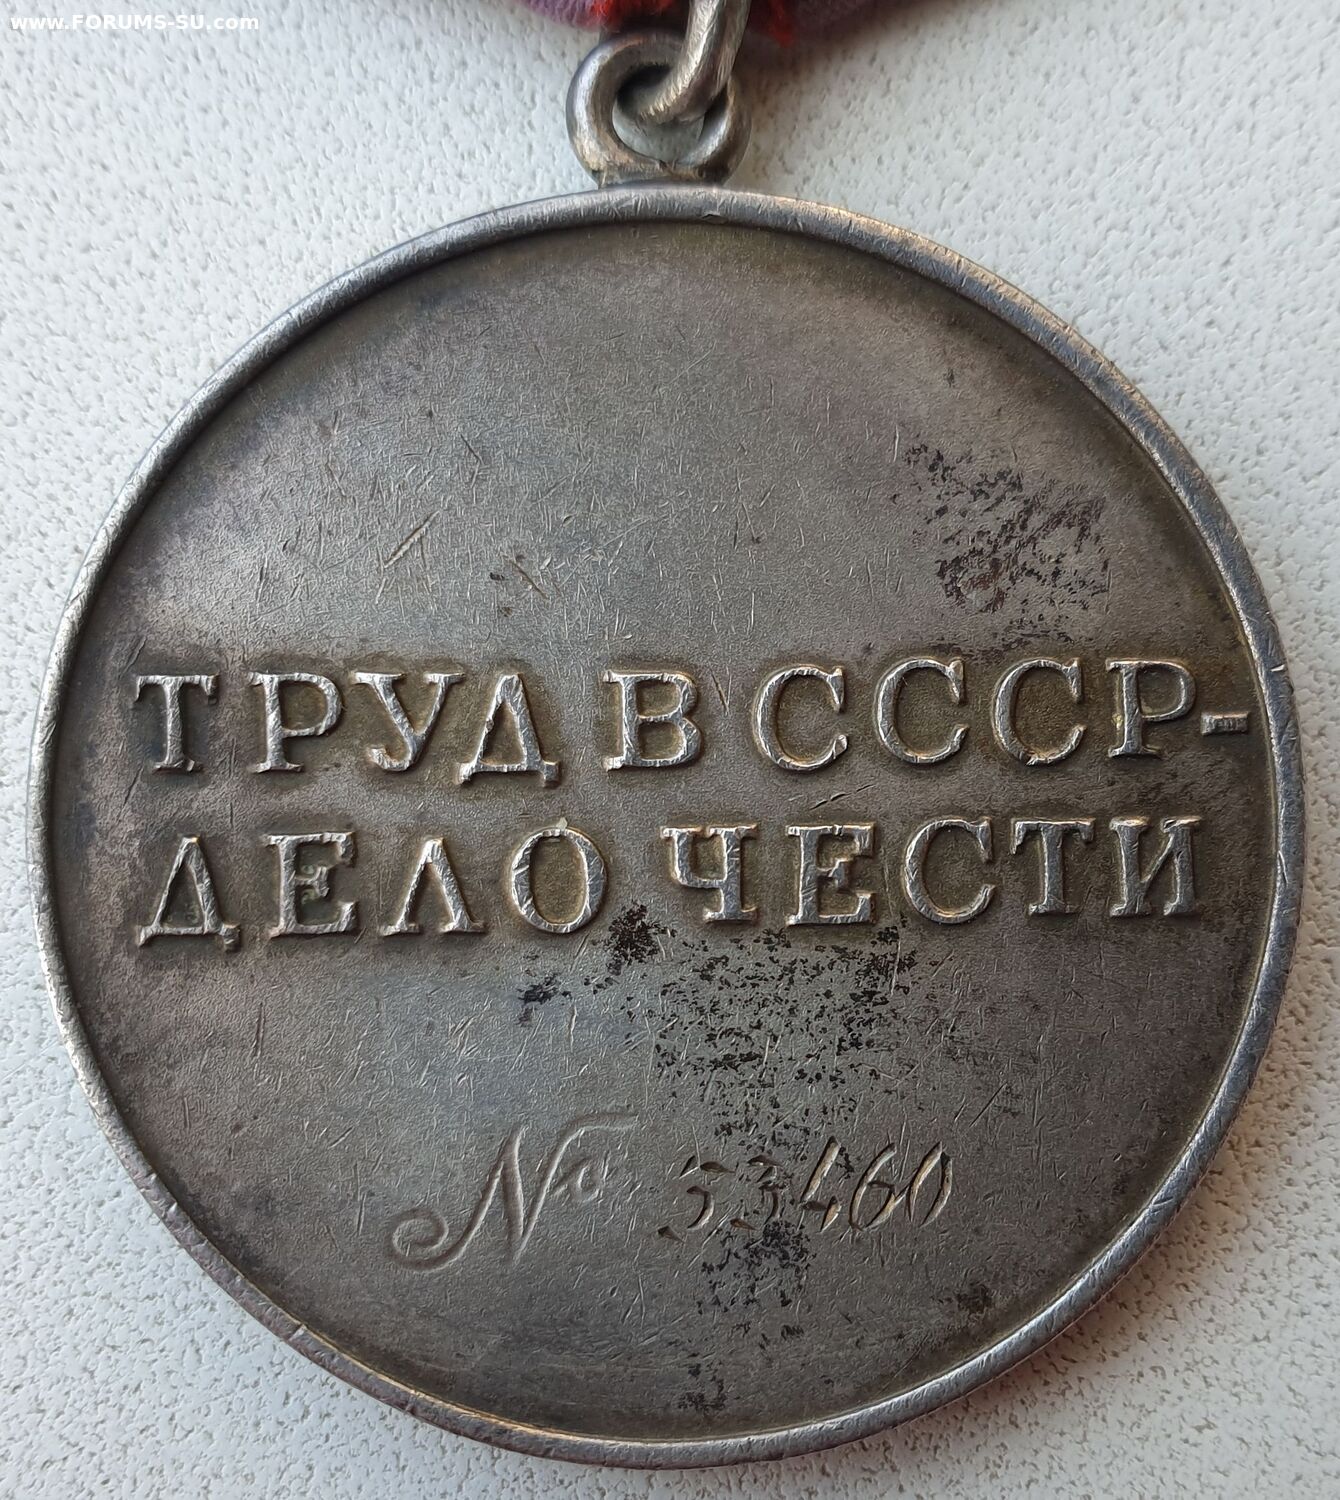 www.FORUMS-SU.com
ТРУД В СССР-
ДЕЛО ЧЕСТИ
№ 53460